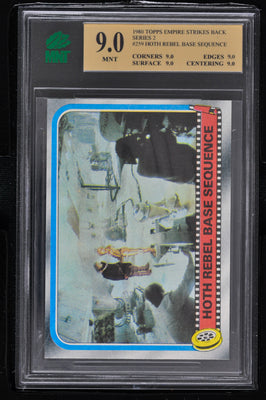 MNT
9.0
MNT
1980 TOPPS EMPIRE STRIKES BACK
SERIES 2
#259 HOTH REBEL BASE SEQUENCE
CORNERS 9.0 EDGES 9.0
SURFACE 9.0 CENTERING 9.0
HOTH REBEL BASE SEQUENCE